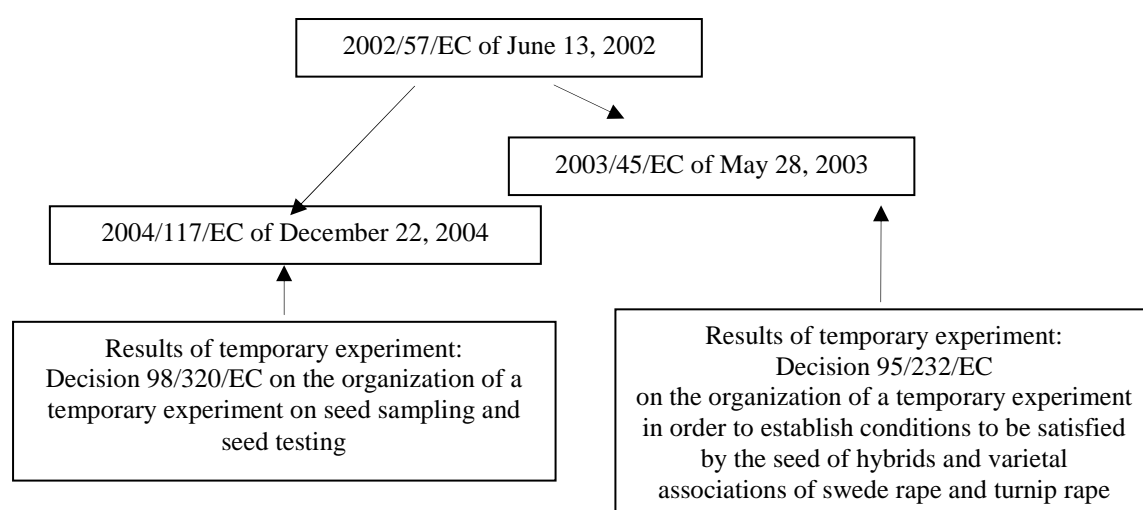 2002/57/EC of June 13, 2002
2003/45/EC of May 28, 2003
2004/117/EC of December 22, 2004
Results of temporary experiment:
Decision 98/320/EC on the organization of a
temporary experiment on seed sampling and
seed testing
Results of temporary experiment:
Decision 95/232/EC
on the organization of a temporary experiment
in order to establish conditions to be satisfied
by the seed of hybrids and varietal
associations of swede rape and turnip rape